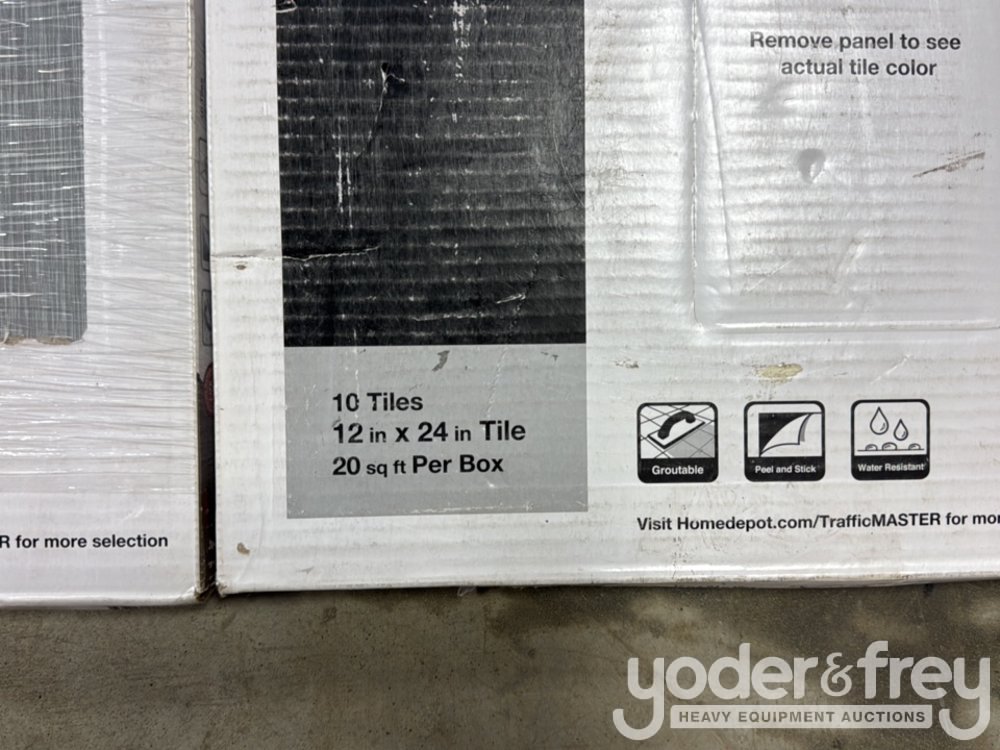 Remove panel to see
actual tile color
10 Tiles
12 in x 24 in Tile
20 sq ft Per Box
Groutable
Peel and Stick
Water Resistant
Visit Homedepot.com/TrafficMASTER for mor
R for more selection
yoder&frey
HEAVY EQUIPMENT AUCTIONS